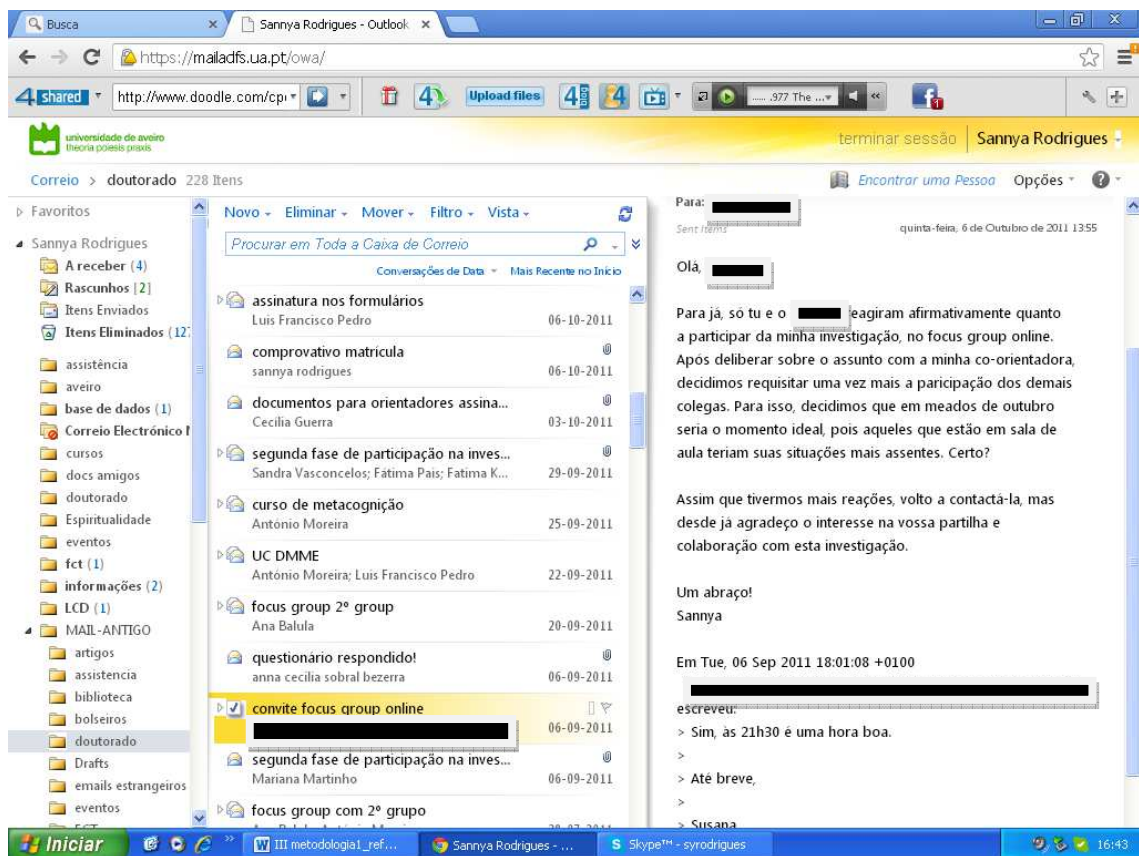 Busca
Sannya Rodrigues - Outlook
https://mailadfs.ua.pt/owa/
4 shared http://www.doodle.com/cp Upload files ...... .977 The ...
universidade de aveiro
theoria poiesis praxis
terminar sessão Sannya Rodrigues
Correio > doutorado 228 Itens
Encontrar uma Pessoa Opções
Favoritos
Sannya Rodrigues
A receber (4)
Rascunhos [2]
Itens Enviados
Itens Eliminados (127
assistência
aveiro
base de dados (1)
Correio Electrónico
cursos
docs amigos
doutorado
Espiritualidade
eventos
fct (1)
informações (2)
LCD (1)
MAIL-ANTIGO
artigos
assistencia
biblioteca
bolseiros
doutorado
Drafts
emails estrangeiros
eventos
Novo Eliminar Mover Filtro Vista
Procurar em Toda a Caixa de Correio
Conversações de Data Mais Recente no Início
assinatura nos formulários
Luis Francisco Pedro 06-10-2011
comprovativo matrícula
sannya rodrigues 06-10-2011
documentos para orientadores assina...
Cecília Guerra 03-10-2011
segunda fase de participação na inves...
Sandra Vasconcelos; Fátima Pais; Fatima K... 29-09-2011
curso de metacognição
António Moreira 25-09-2011
UC DMME
António Moreira; Luis Francisco Pedro 22-09-2011
focus group 2º group
Ana Balula 20-09-2011
questionário respondido!
anna cecilia sobral bezerra 06-09-2011
convite focus group online
06-09-2011
segunda fase de participação na inves...
Mariana Martinho 06-09-2011
focus group com 2º grupo
Para:
Sent Items quinta-feira, 6 de Outubro de 2011 13:55
Olá,
Para já, só tu e o eagiram afirmativamente quanto
a participar da minha investigação, no focus group online.
Após deliberar sobre o assunto com a minha co-orientadora,
decidimos requisitar uma vez mais a paricipação dos demais
colegas. Para isso, decidimos que em meados de outubro
seria o momento ideal, pois aqueles que estão em sala de
aula teriam suas situações mais assentes. Certo?
Assim que tivermos mais reações, volto a contactá-la, mas
desde já agradeço o interesse na vossa partilha e
colaboração com esta investigação.
Um abraço!
Sannya
Em Tue, 06 Sep 2011 18:01:08 +0100
escreveu:
> Sim, às 21h30 é uma hora boa.
>
> Até breve,
>
> Susana
Iniciar III metodologia1_ref... Sannya Rodrigues - ... Skype™ - syrodrigues 16:43